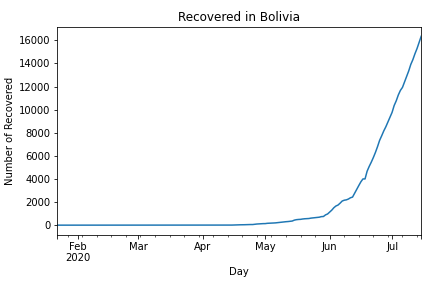 Recovered in Bolivia
Number of Recovered
16000
14000
12000
10000
8000
6000
4000
2000
0
Feb
2020
Mar
Apr
May
Jun
Jul
Day